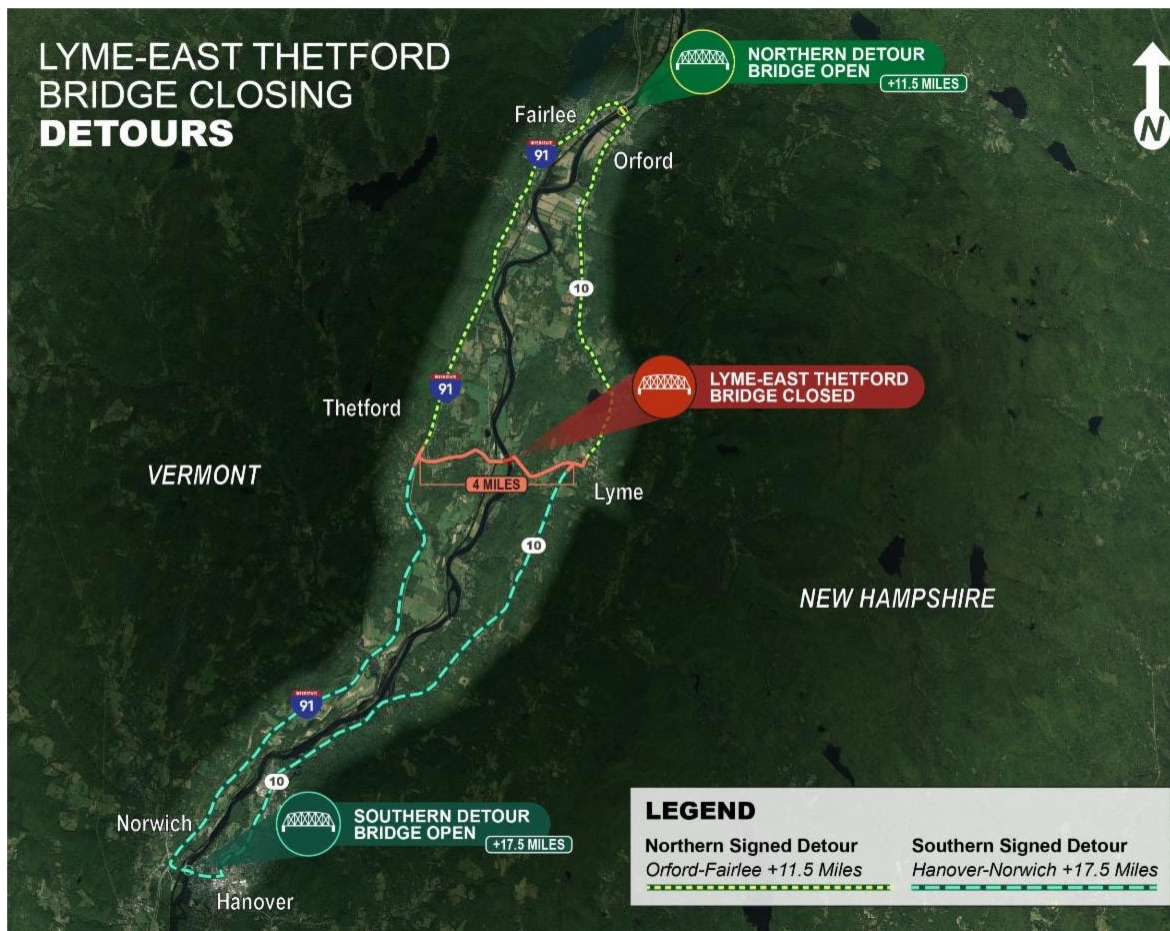 LYME-EAST THETFORD
BRIDGE CLOSING
DETOURS
NORTHERN DETOUR
BRIDGE OPEN
+11.5 MILES
N
Fairlee
INTERSTATE
91
Orford
10
INTERSTATE
91
Thetford
LYME-EAST THETFORD
BRIDGE CLOSED
VERMONT
4 MILES
Lyme
10
NEW HAMPSHIRE
INTERSTATE
91
10
Norwich
SOUTHERN DETOUR
BRIDGE OPEN
+17.5 MILES
Hanover
LEGEND
Northern Signed Detour
Orford-Fairlee +11.5 Miles
Southern Signed Detour
Hanover-Norwich +17.5 Miles